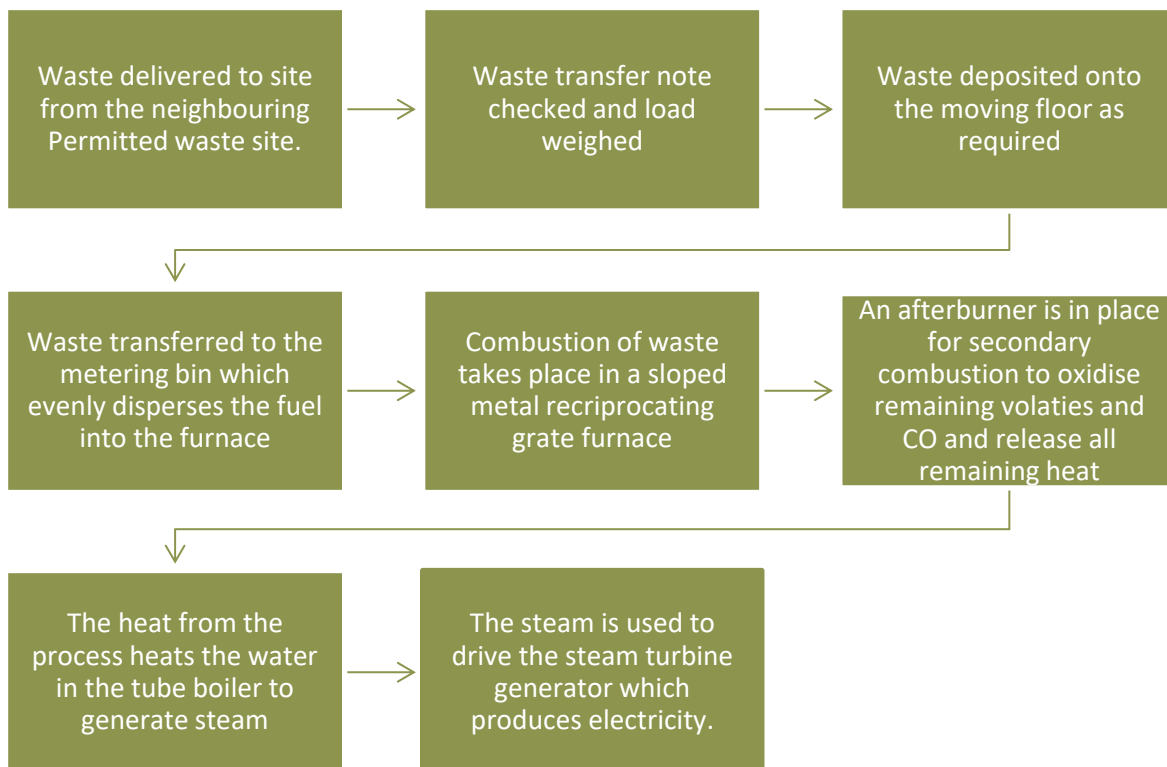 Waste delivered to site
from the neighbouring
Permitted waste site.
Waste transfer note
checked and load
weighed
Waste deposited onto
the moving floor as
required
Waste transferred to the
metering bin which
evenly disperses the fuel
into the furnace
Combustion of waste
takes place in a sloped
metal recriprocating
grate furnace
An afterburner is in place
for secondary
combustion to oxidise
remaining volaties and
CO and release all
remaining heat
The heat from the
process heats the water
in the tube boiler to
generate steam
The steam is used to
drive the steam turbine
generator which
produces electricity.